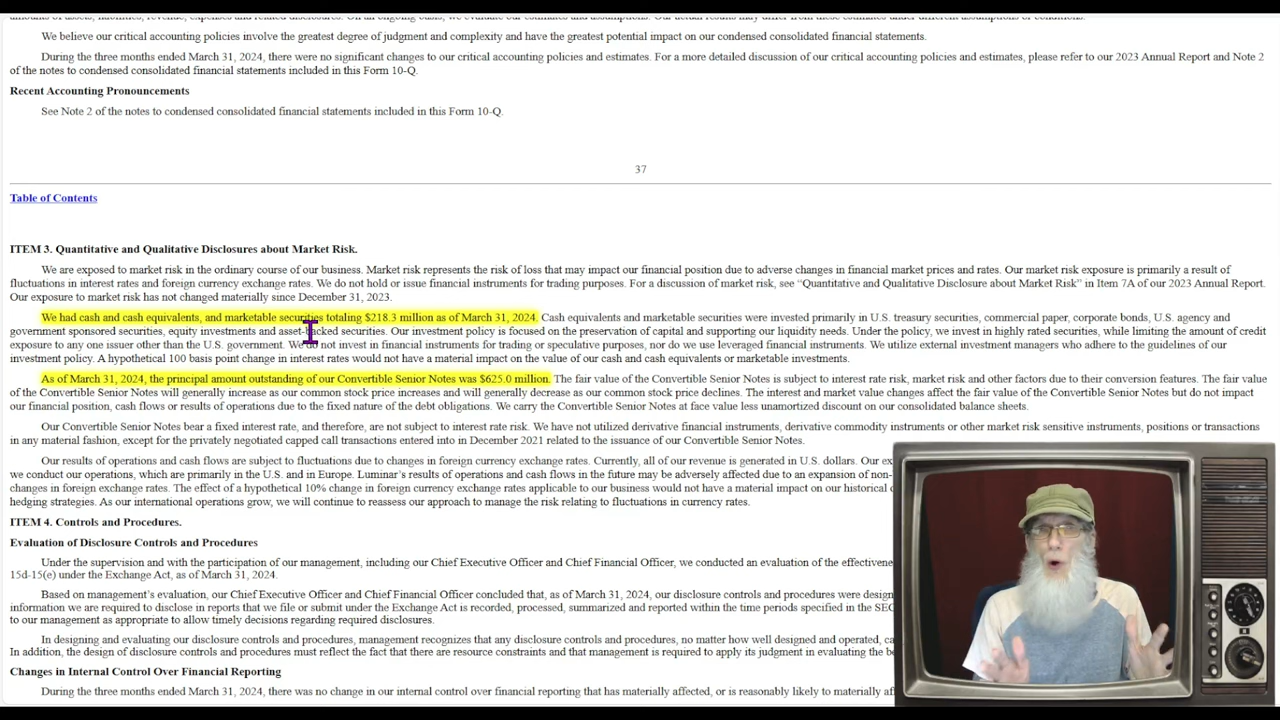 amounts of assets, liabilities, revenue, expenses and related disclosures. On an ongoing basis, we evaluate our estimates and assumptions. Our actual results may differ from these estimates under different assumptions or conditions.
We believe our critical accounting policies involve the greatest degree of judgment and complexity and have the greatest potential impact on our condensed consolidated financial statements.
During the three months ended March 31, 2024, there were no significant changes to our critical accounting policies and estimates. For a more detailed discussion of our critical accounting policies and estimates, please refer to our 2023 Annual Report and Note 2
of the notes to condensed consolidated financial statements included in this Form 10-Q.
Recent Accounting Pronouncements
See Note 2 of the notes to condensed consolidated financial statements included in this Form 10-Q.
37
Table of Contents
ITEM 3. Quantitative and Qualitative Disclosures about Market Risk.
We are exposed to market risk in the ordinary course of our business. Market risk represents the risk of loss that may impact our financial position due to adverse changes in financial market prices and rates. Our market risk exposure is primarily a result of
fluctuations in interest rates and foreign currency exchange rates. We do not hold or issue financial instruments for trading purposes. For a discussion of market risk, see “Quantitative and Qualitative Disclosure about Market Risk” in Item 7A of our 2023 Annual Report.
Our exposure to market risk has not changed materially since December 31, 2023.
We had cash and cash equivalents, and marketable securities totaling $218.3 million as of March 31, 2024. Cash equivalents and marketable securities were invested primarily in U.S. treasury securities, commercial paper, corporate bonds, U.S. agency and
government sponsored securities, equity investments and asset-backed securities. Our investment policy is focused on the preservation of capital and supporting our liquidity needs. Under the policy, we invest in highly rated securities, while limiting the amount of credit
exposure to any one issuer other than the U.S. government. We do not invest in financial instruments for trading or speculative purposes, nor do we use leveraged financial instruments. We utilize external investment managers who adhere to the guidelines of our
investment policy. A hypothetical 100 basis point change in interest rates would not have a material impact on the value of our cash and cash equivalents or marketable investments.
As of March 31, 2024, the principal amount outstanding of our Convertible Senior Notes was $625.0 million. The fair value of the Convertible Senior Notes is subject to interest rate risk, market risk and other factors due to their conversion features. The fair value
of the Convertible Senior Notes will generally increase as our common stock price increases and will generally decrease as our common stock price declines. The interest and market value changes affect the fair value of the Convertible Senior Notes but do not impact
our financial position, cash flows or results of operations due to the fixed nature of the debt obligations. We carry the Convertible Senior Notes at face value less unamortized discount on our consolidated balance sheets.
Our Convertible Senior Notes bear a fixed interest rate, and therefore, are not subject to interest rate risk. We have not utilized derivative financial instruments, derivative commodity instruments or other market risk sensitive instruments, positions or transactions
in any material fashion, except for the privately negotiated capped call transactions entered into in December 2021 related to the issuance of our Convertible Senior Notes.
Our results of operations and cash flows are subject to fluctuations due to changes in foreign currency exchange rates. Currently, all of our revenue is generated in U.S. dollars. Our ex
we conduct our operations, which are primarily in the U.S. and in Europe. Luminar’s results of operations and cash flows in the future may be adversely affected due to an expansion of non-
changes in foreign exchange rates. The effect of a hypothetical 10% change in foreign currency exchange rates applicable to our business would not have a material impact on our historical c
hedging strategies. As our international operations grow, we will continue to reassess our approach to manage the risk relating to fluctuations in currency rates.
ITEM 4. Controls and Procedures.
Evaluation of Disclosure Controls and Procedures
Under the supervision and with the participation of our management, including our Chief Executive Officer and Chief Financial Officer, we conducted an evaluation of the effectivene
15d-15(e) under the Exchange Act, as of March 31, 2024.
Based on management’s evaluation, our Chief Executive Officer and Chief Financial Officer concluded that, as of March 31, 2024, our disclosure controls and procedures were design
information we are required to disclose in reports that we file or submit under the Exchange Act is recorded, processed, summarized and reported within the time periods specified in the SEC
to our management as appropriate to allow timely decisions regarding required disclosures.
In designing and evaluating our disclosure controls and procedures, management recognizes that any disclosure controls and procedures, no matter how well designed and operated, ca
In addition, the design of disclosure controls and procedures must reflect the fact that there are resource constraints and that management is required to apply its judgment in evaluating the be
Changes in Internal Control Over Financial Reporting
During the three months ended March 31, 2024, there was no change in our internal control over financial reporting that has materially affected, or is reasonably likely to materially aff